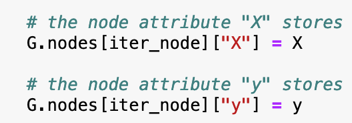 # the node attribute "X" stores
G.nodes[iter_node]["X"] = X
# the node attribute "y" stores
G.nodes[iter_node]["y"] = y